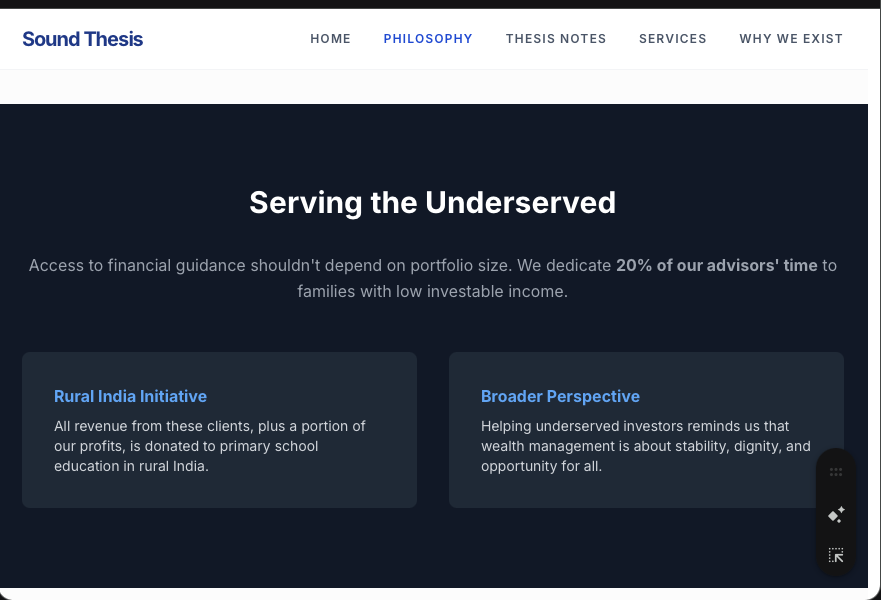 Sound Thesis
HOME PHILOSOPHY THESIS NOTES SERVICES WHY WE EXIST
Serving the Underserved
Access to financial guidance shouldn't depend on portfolio size. We dedicate 20% of our advisors' time to
families with low investable income.
Rural India Initiative
All revenue from these clients, plus a portion of
our profits, is donated to primary school
education in rural India.
Broader Perspective
Helping underserved investors reminds us that
wealth management is about stability, dignity, and
opportunity for all.